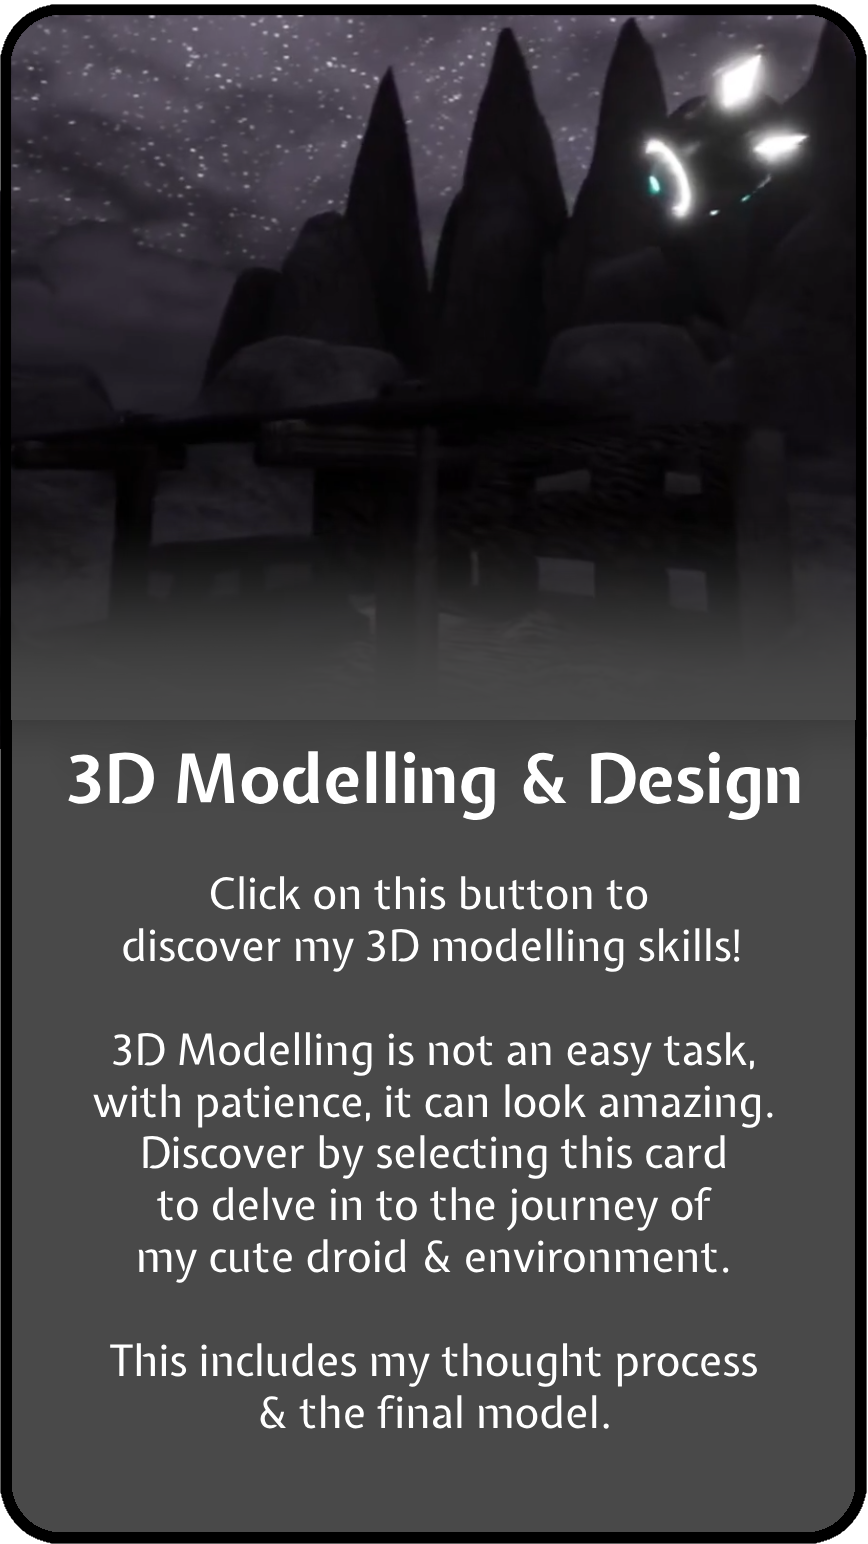 3D Modelling & Design
Click on this button to
discover my 3D modelling skills!
3D Modelling is not an easy task,
with patience, it can look amazing.
Discover by selecting this card
to delve in to the journey of
my cute droid & environment.
This includes my thought process
& the final model.